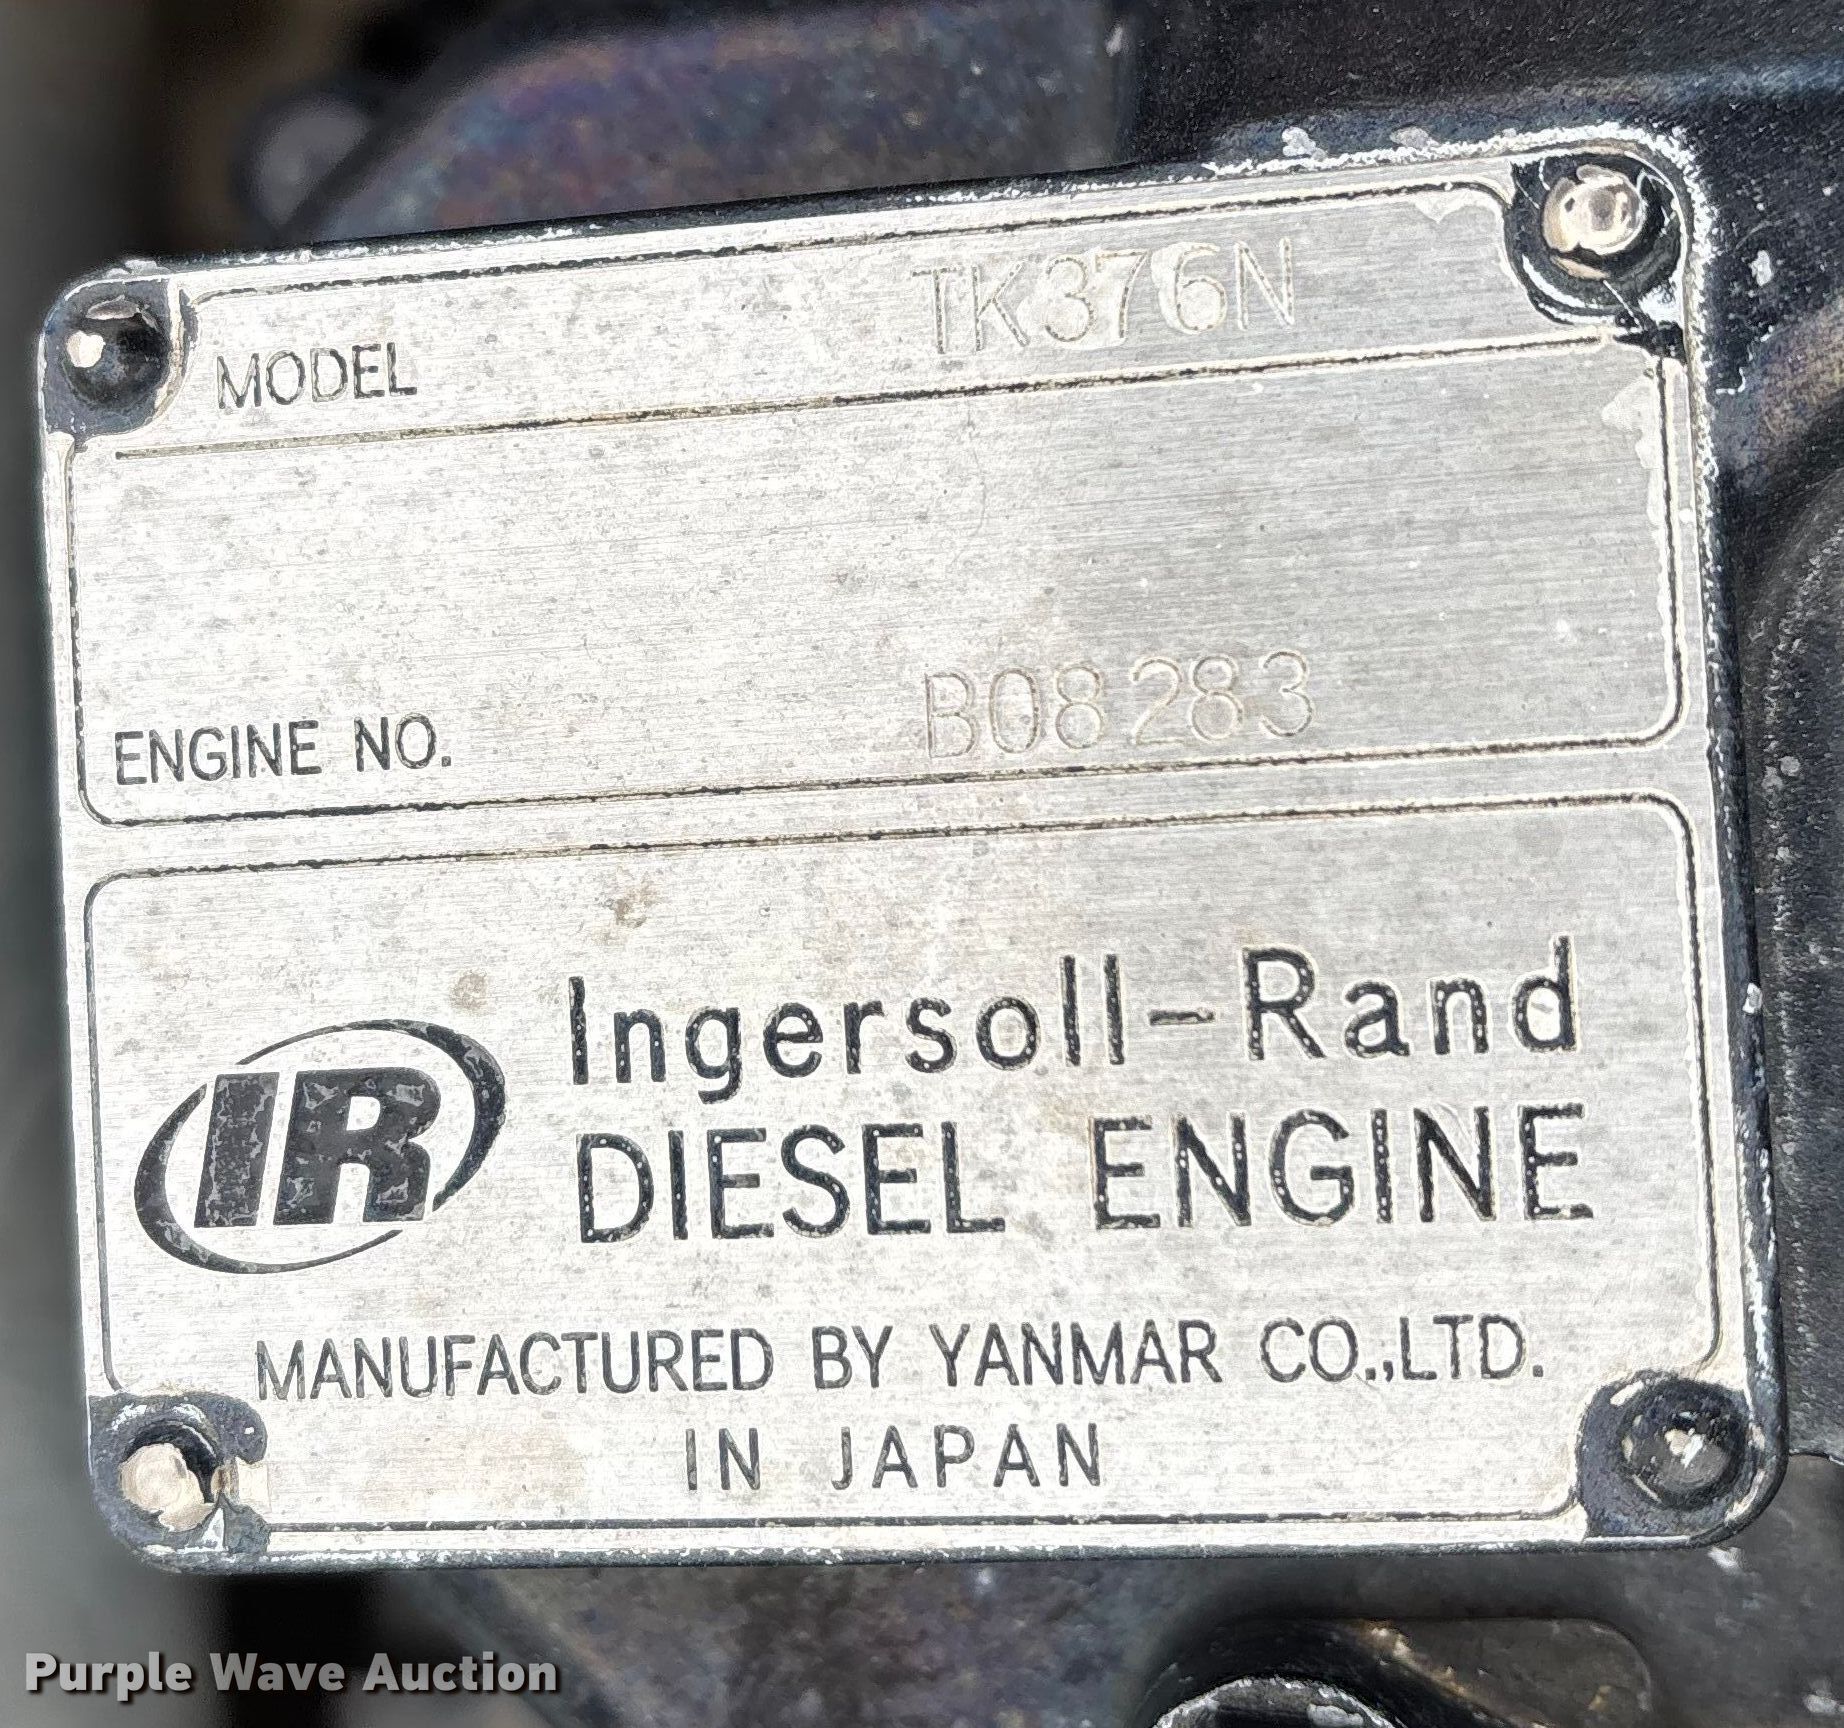 MODEL TK376N
ENGINE NO. B08283
IR
Ingersoll-Rand
DIESEL ENGINE
MANUFACTURED BY YANMAR CO.,LTD.
IN JAPAN
Purple Wave Auction